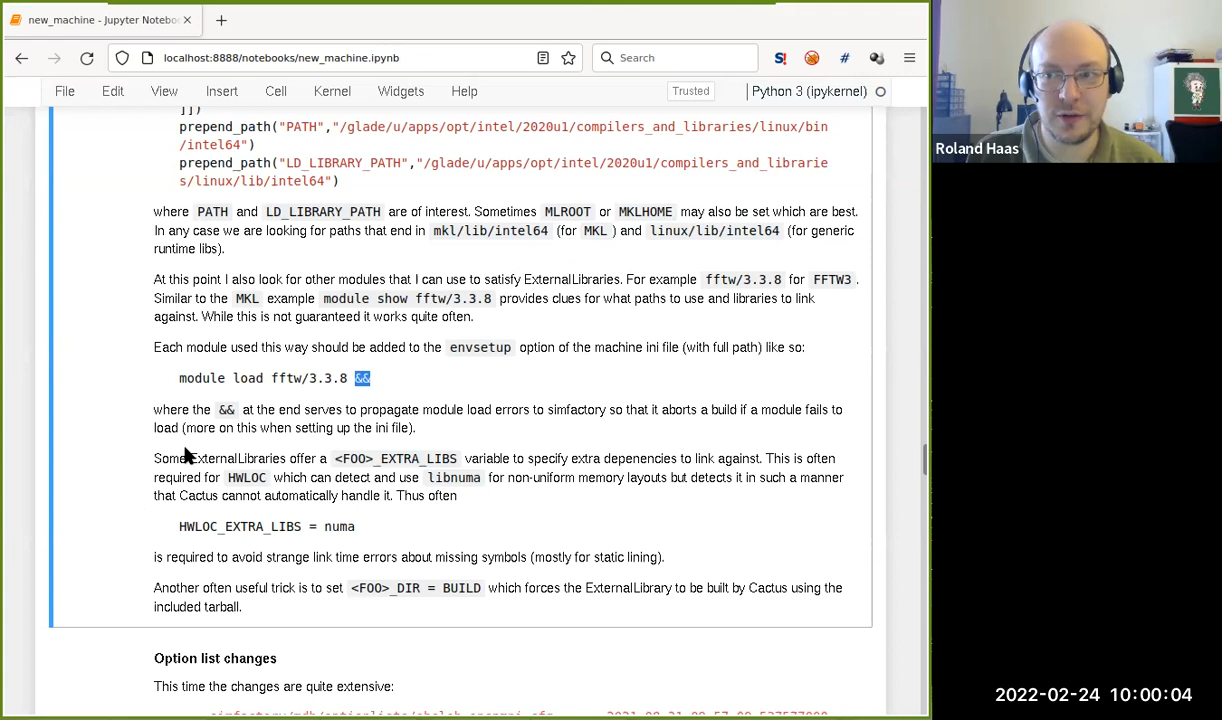 new_machine - Jupyter Notebo
localhost:8888/notebooks/new_machine.ipynb
Search
S!
#
File Edit View Insert Cell Kernel Widgets Help
Trusted
Python 3 (ipykernel)
]])
prepend_path("PATH","/glade/u/apps/opt/intel/2020u1/compilers_and_libraries/linux/bin
/intel64")
prepend_path("LD_LIBRARY_PATH","/glade/u/apps/opt/intel/2020u1/compilers_and_librarie
s/linux/lib/intel64")
where PATH and LD_LIBRARY_PATH are of interest. Sometimes MLROOT or MKLHOME may also be set which are best.
In any case we are looking for paths that end in mkl/lib/intel64 (for MKL ) and linux/lib/intel64 (for generic
runtime libs).
At this point I also look for other modules that I can use to satisfy ExternalLibraries. For example fftw/3.3.8 for FFTW3 .
Similar to the MKL example module show fftw/3.3.8 provides clues for what paths to use and libraries to link
against. While this is not guaranteed it works quite often.
Each module used this way should be added to the envsetup option of the machine ini file (with full path) like so:
module load fftw/3.3.8 &&
where the && at the end serves to propagate module load errors to simfactory so that it aborts a build if a module fails to
load (more on this when setting up the ini file).
Some ExternalLibraries offer a <FOO>_EXTRA_LIBS variable to specify extra depenencies to link against. This is often
required for HWLOC which can detect and use libnuma for non-uniform memory layouts but detects it in such a manner
that Cactus cannot automatically handle it. Thus often
HWLOC_EXTRA_LIBS = numa
is required to avoid strange link time errors about missing symbols (mostly for static lining).
Another often useful trick is to set <FOO>_DIR = BUILD which forces the ExternalLibrary to be built by Cactus using the
included tarball.
Option list changes
This time the changes are quite extensive:
Roland Haas
2022-02-24 10:00:04